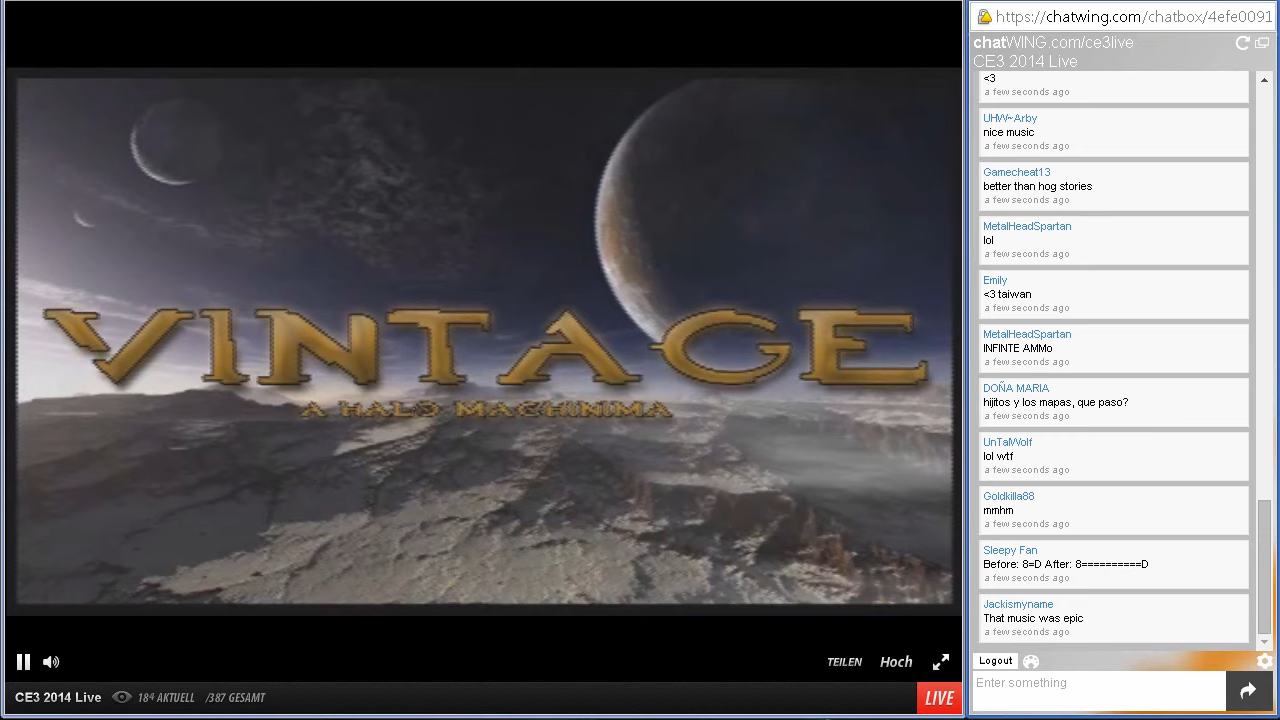 VINTAGE
A HALO MACHINIMA
TEILEN
Hoch
CE3 2014 Live
184 AKTUELL
/387 GESAMT
LIVE
https://chatwing.com/chatbox/4efe0091
chatWING.com/ce3live
CE3 2014 Live
<3
a few seconds ago
UHW~Arby
nice music
a few seconds ago
Gamecheat13
better than hog stories
a few seconds ago
MetalHeadSpartan
lol
a few seconds ago
Emily
<3 taiwan
a few seconds ago
MetalHeadSpartan
INFINTE AMMo
a few seconds ago
DOÑA MARIA
hijitos y los mapas, que paso?
a few seconds ago
UnTalWolf
lol wtf
a few seconds ago
Goldkilla88
mmhm
a few seconds ago
Sleepy Fan
Before: 8=D After: 8==========D
a few seconds ago
Jackismyname
That music was epic
a few seconds ago
Logout
Enter something